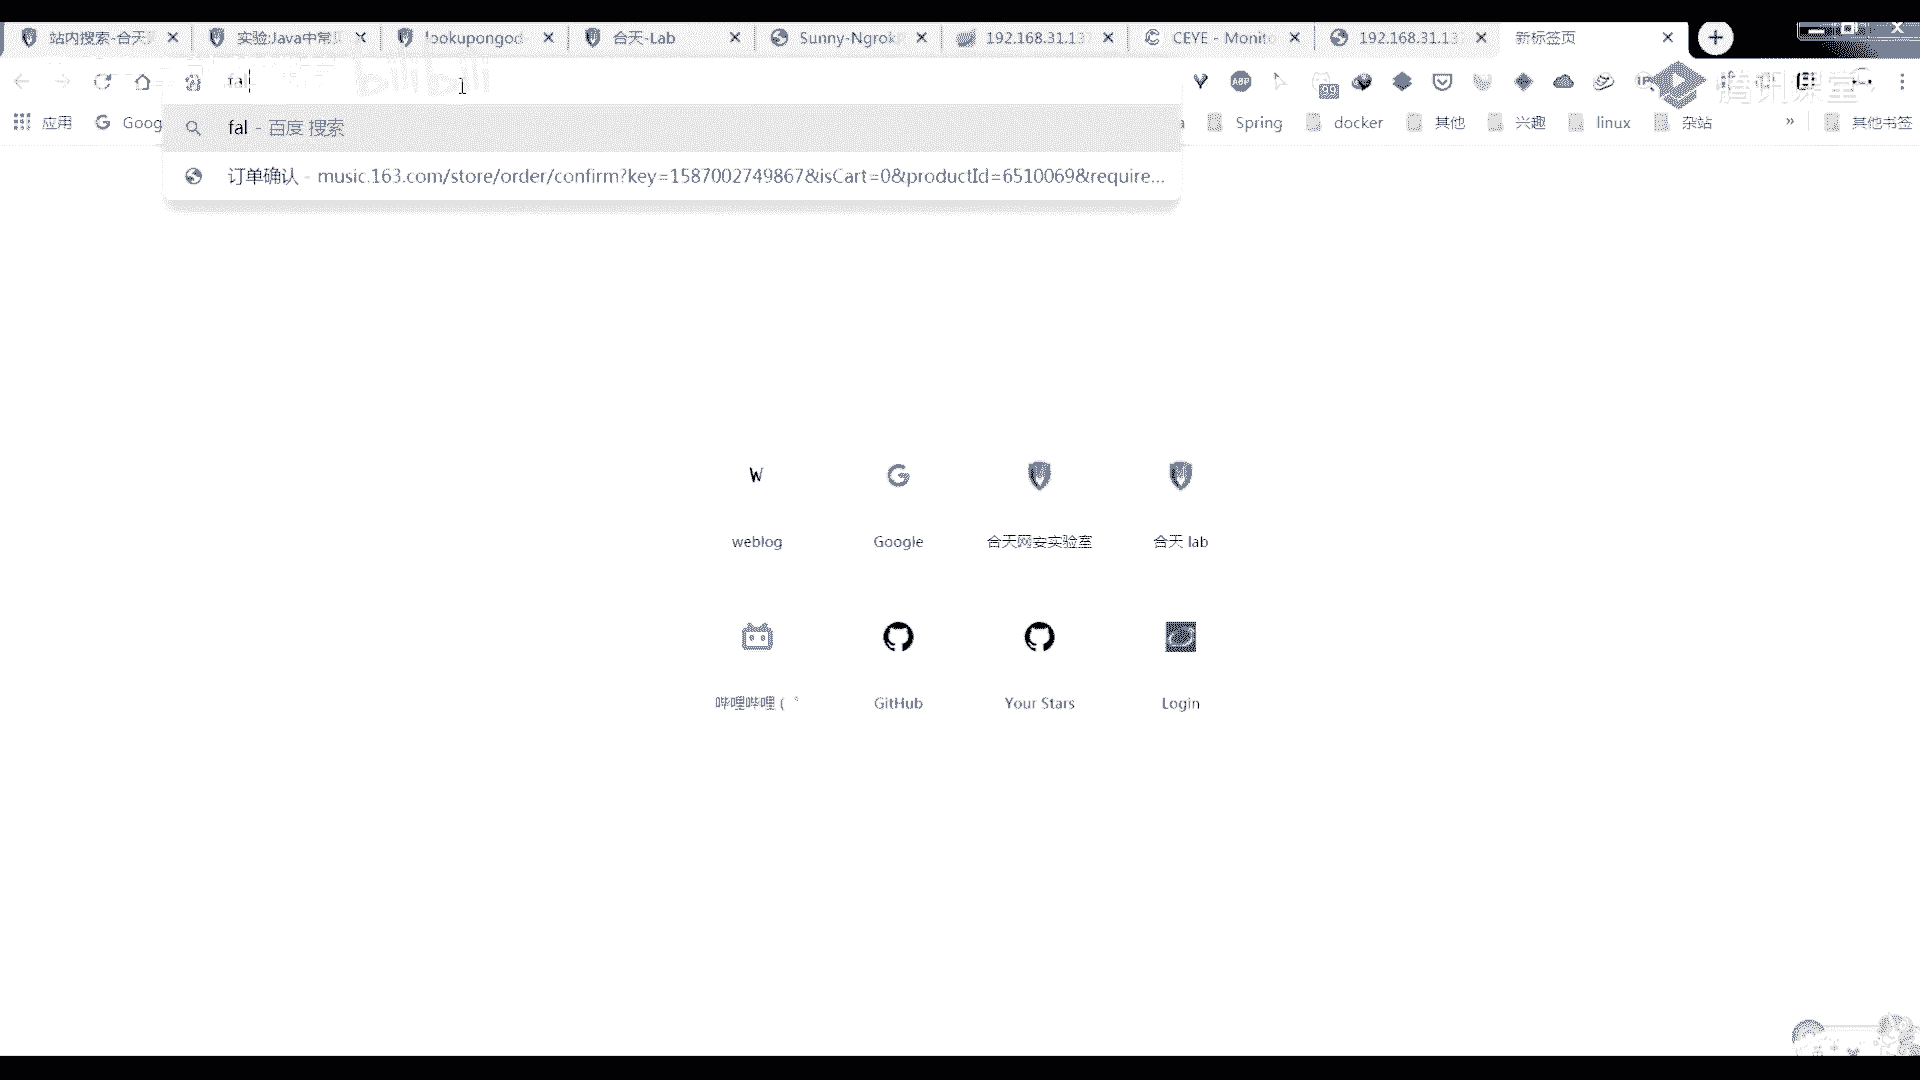 站内搜索-合天
实验:Java中常
lookupongod
合天-Lab
Sunny-Ngrok
192.168.31.13
CEYE - Monito
192.168.31.13
新标签页
fal
bilibili
ABP
99
腾讯课堂
应用
Goog
Spring
docker
其他
兴趣
linux
杂站
»
其他书签
fal - 百度 搜索
订单确认 - music.163.com/store/order/confirm?key=1587002749867&isCart=0&productId=6510069&require...
weblog
Google
合天网安实验室
合天 lab
哔哩哔哩 ( ゜
GitHub
Your Stars
Login